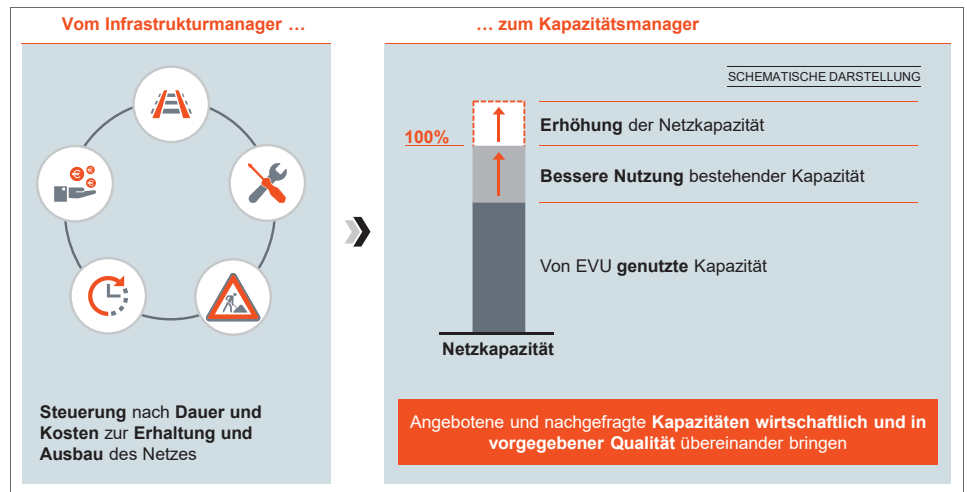 Vom Infrastrukturmanager …
… zum Kapazitätsmanager
SCHEMATISCHE DARSTELLUNG
100%
Erhöhung der Netzkapazität
Bessere Nutzung bestehender Kapazität
Von EVU genutzte Kapazität
Netzkapazität
Steuerung nach Dauer und
Kosten zur Erhaltung und
Ausbau des Netzes
Angebotene und nachgefragte Kapazitäten wirtschaftlich und in
vorgegebener Qualität übereinander bringen